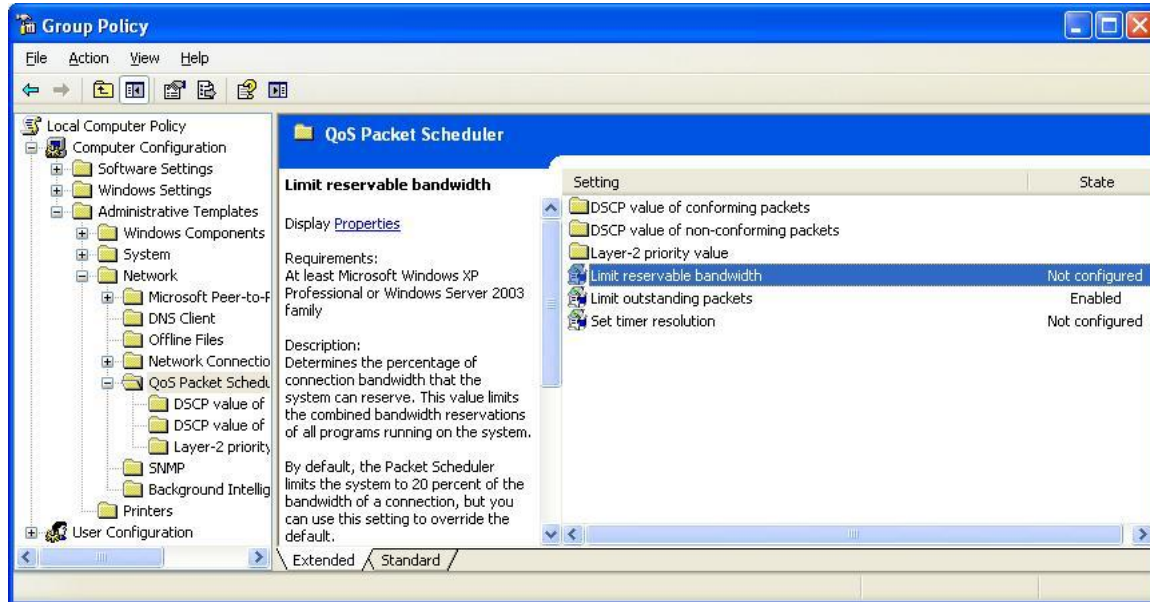 Group Policy
File Action View Help
Local Computer Policy
Computer Configuration
Software Settings
Windows Settings
Administrative Templates
Windows Components
System
Network
Microsoft Peer-to-P
DNS Client
Offline Files
Network Connectio
QoS Packet Schedu
DSCP value of
DSCP value of
Layer-2 priority
SNMP
Background Intellig
Printers
User Configuration
QoS Packet Scheduler
Limit reservable bandwidth
Display Properties
Requirements:
At least Microsoft Windows XP
Professional or Windows Server 2003
family
Description:
Determines the percentage of
connection bandwidth that the
system can reserve. This value limits
the combined bandwidth reservations
of all programs running on the system.
By default, the Packet Scheduler
limits the system to 20 percent of the
bandwidth of a connection, but you
can use this setting to override the
default.
Setting State
DSCP value of conforming packets
DSCP value of non-conforming packets
Layer-2 priority value
Limit reservable bandwidth Not configured
Limit outstanding packets Enabled
Set timer resolution Not configured
Extended Standard